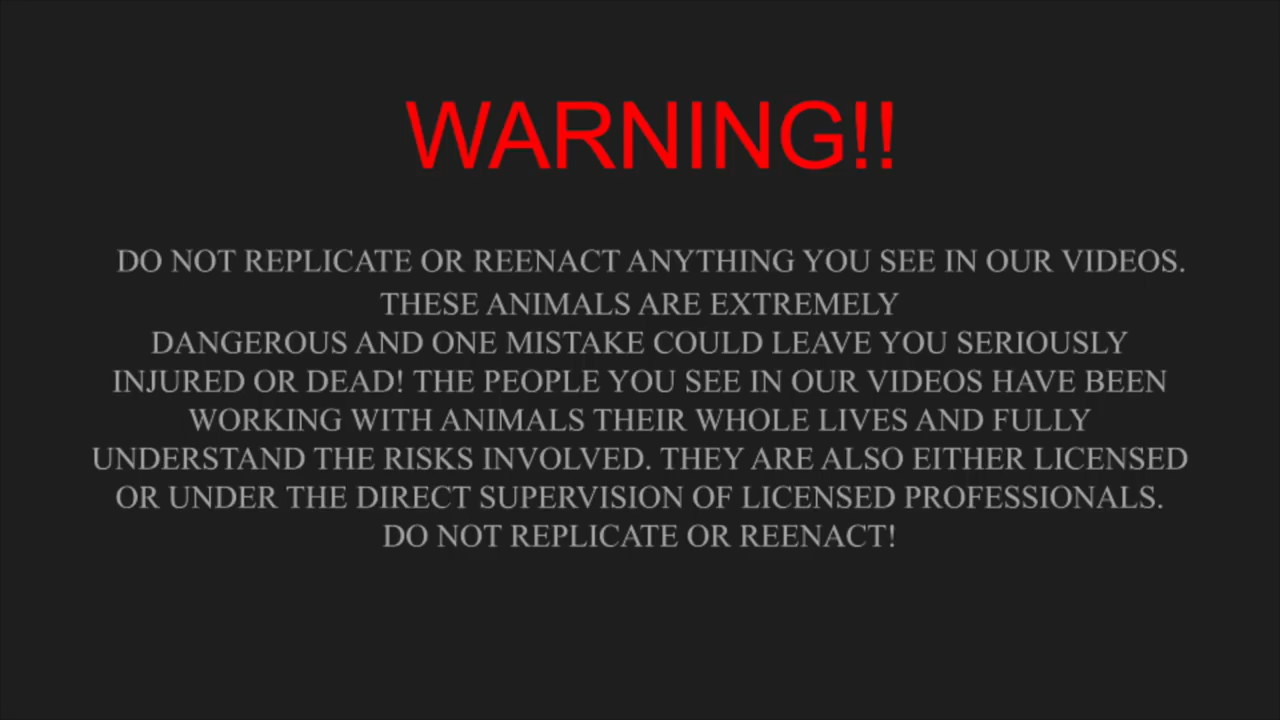 WARNING!!
DO NOT REPLICATE OR REENACT ANYTHING YOU SEE IN OUR VIDEOS.
THESE ANIMALS ARE EXTREMELY
DANGEROUS AND ONE MISTAKE COULD LEAVE YOU SERIOUSLY
INJURED OR DEAD! THE PEOPLE YOU SEE IN OUR VIDEOS HAVE BEEN
WORKING WITH ANIMALS THEIR WHOLE LIVES AND FULLY
UNDERSTAND THE RISKS INVOLVED. THEY ARE ALSO EITHER LICENSED
OR UNDER THE DIRECT SUPERVISION OF LICENSED PROFESSIONALS.
DO NOT REPLICATE OR REENACT!